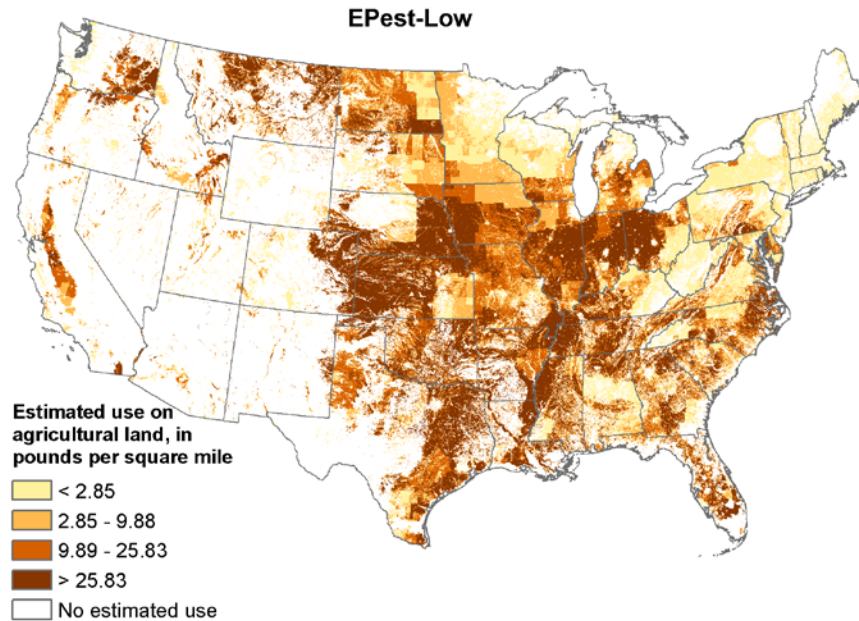 EPest-Low
Estimated use on
agricultural land, in
pounds per square mile
< 2.85
2.85 - 9.88
9.89 - 25.83
> 25.83
No estimated use